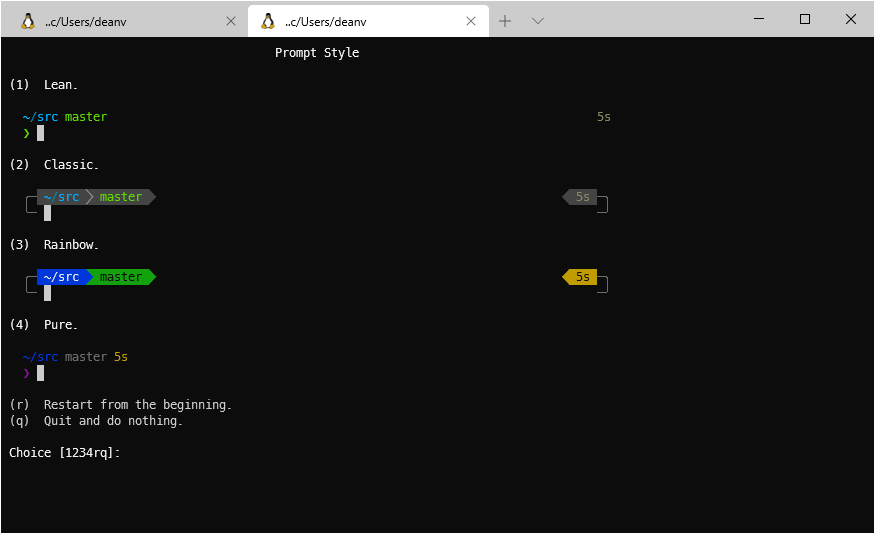 ..c/Users/deanv ..c/Users/deanv
Prompt Style
(1) Lean.
~/src master 5s
❯
(2) Classic.
~/src master 5s
(3) Rainbow.
~/src master 5s
(4) Pure.
~/src master 5s
❯
(r) Restart from the beginning.
(q) Quit and do nothing.
Choice [1234rq]: